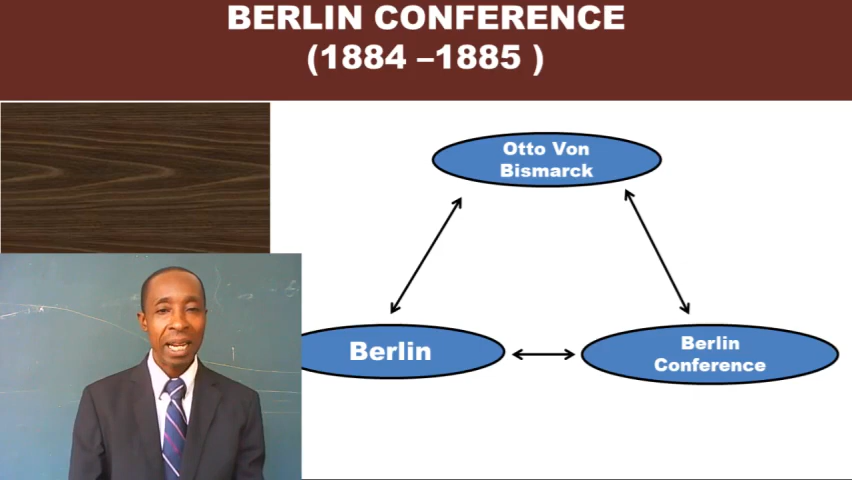 BERLIN CONFERENCE
(1884 –1885 )
Otto Von
Bismarck
Berlin
Berlin
Conference